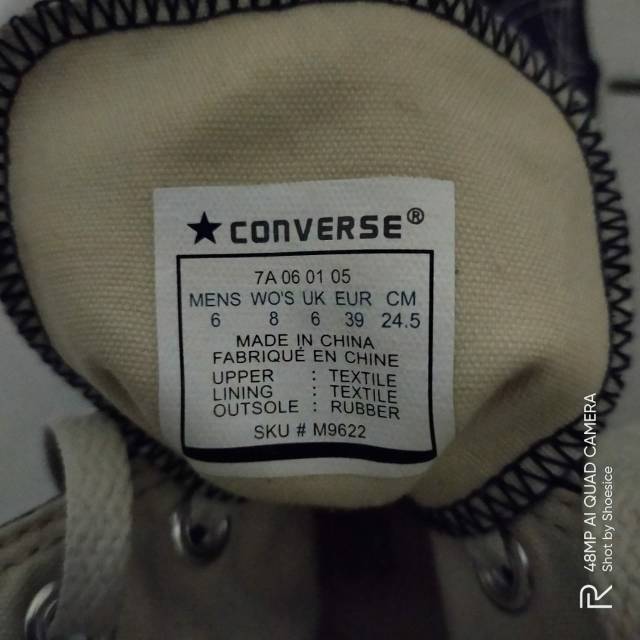 ★ CONVERSE®
7A 06 01 05
MENS WO'S UK EUR CM
6 8 6 39 24.5
MADE IN CHINA
FABRIQUÉ EN CHINE
UPPER : TEXTILE
LINING : TEXTILE
OUTSOLE : RUBBER
SKU # M9622
48MP AI QUAD CAMERA
Shot by Shoesice